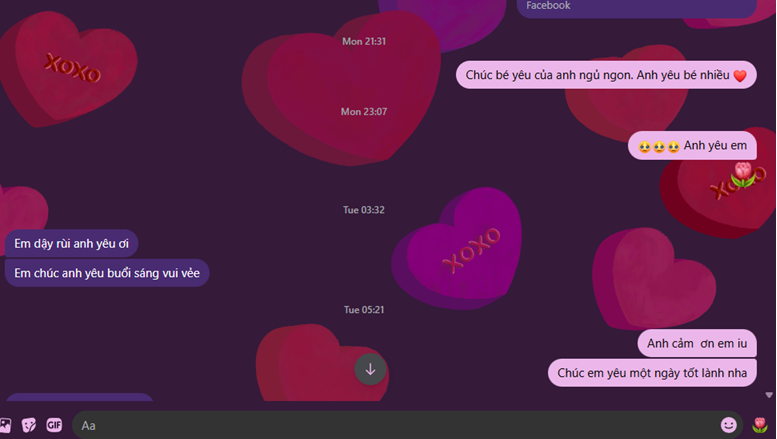 Facebook
Mon 21:31
XOXO
Chúc bé yêu của anh ngủ ngon. Anh yêu bé nhiều ❤️
Mon 23:07
🥹🥹🥹 Anh yêu em
XOXO
Tue 03:32
Em dậy rùi anh yêu ơi
XOXO
Em chúc anh yêu buổi sáng vui vẻe
Tue 05:21
Anh cảm  ơn em iu
Chúc em yêu một ngày tốt lành nha
GIF
Aa